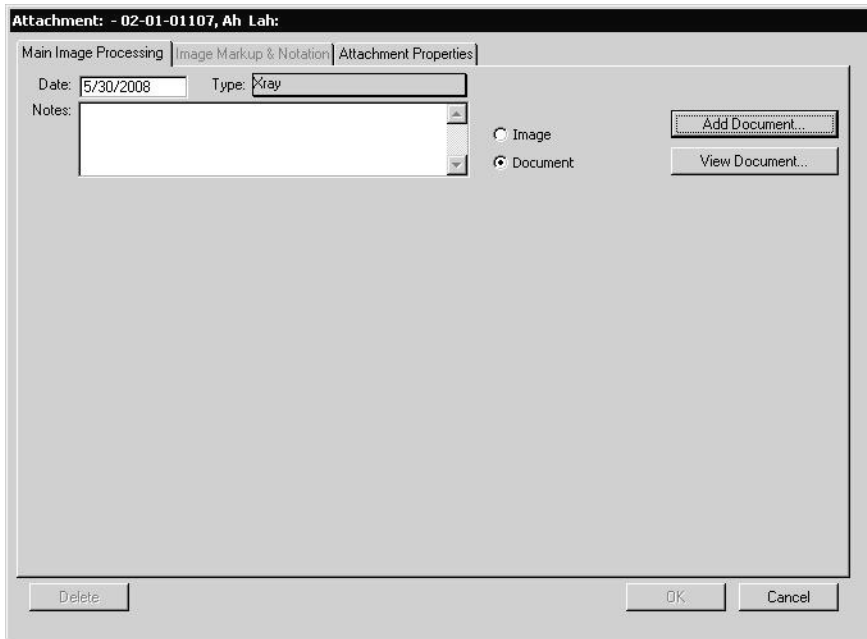 Attachment:  - 02-01-01107, Ah  Lah:
Main Image Processing Image Markup & Notation Attachment Properties
Date: 5/30/2008 Type: Xray
Notes:
Image
Add Document...
Document
View Document...
Delete OK Cancel